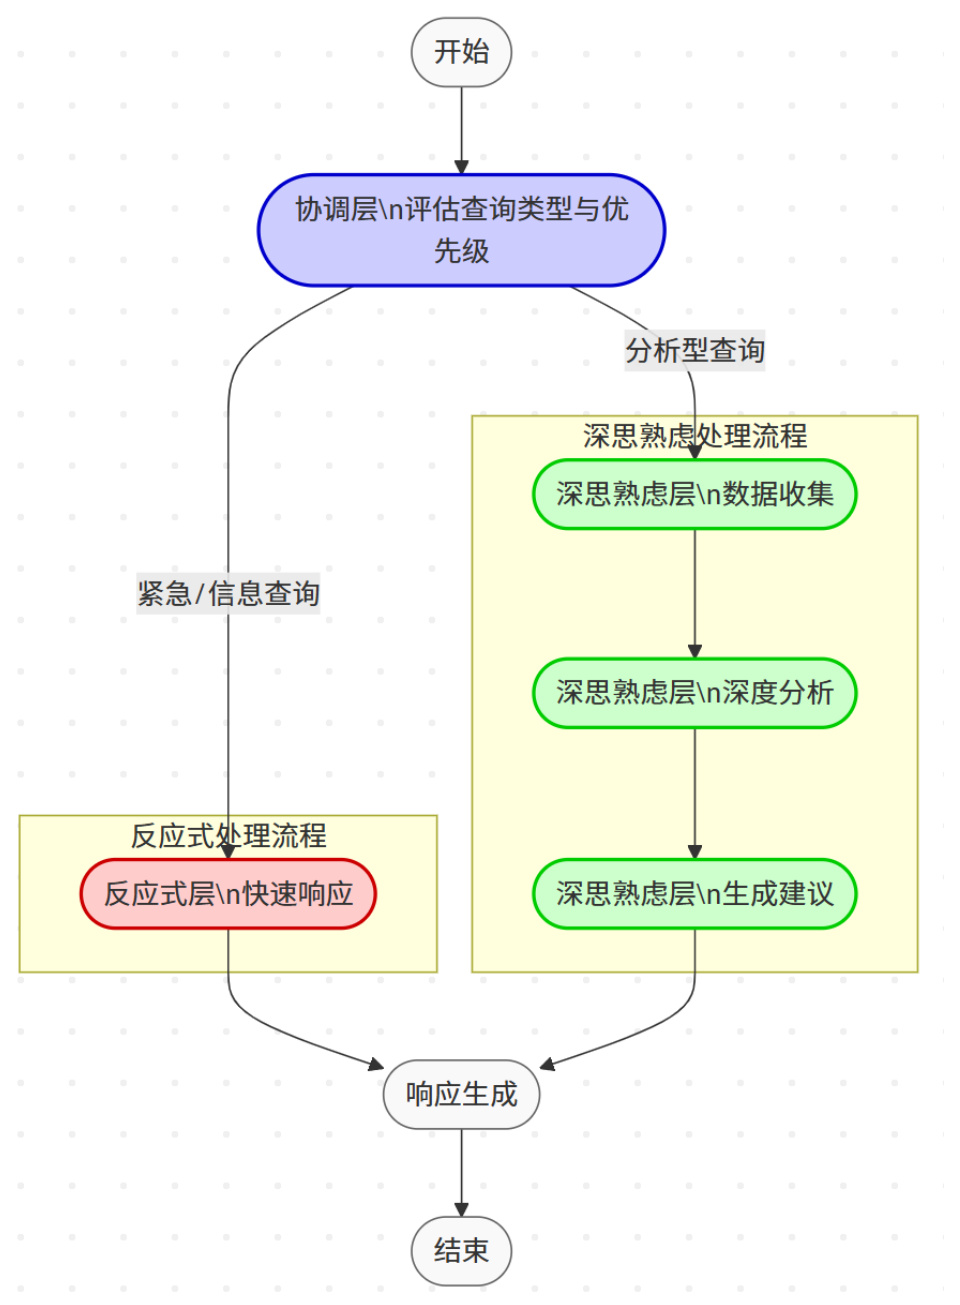 开始
协调层\n评估查询类型与优
先级
分析型查询
深思熟虑处理流程
深思熟虑层\n数据收集
紧急/信息查询
深思熟虑层\n深度分析
反应式处理流程
反应式层\n快速响应
深思熟虑层\n生成建议
响应生成
结束